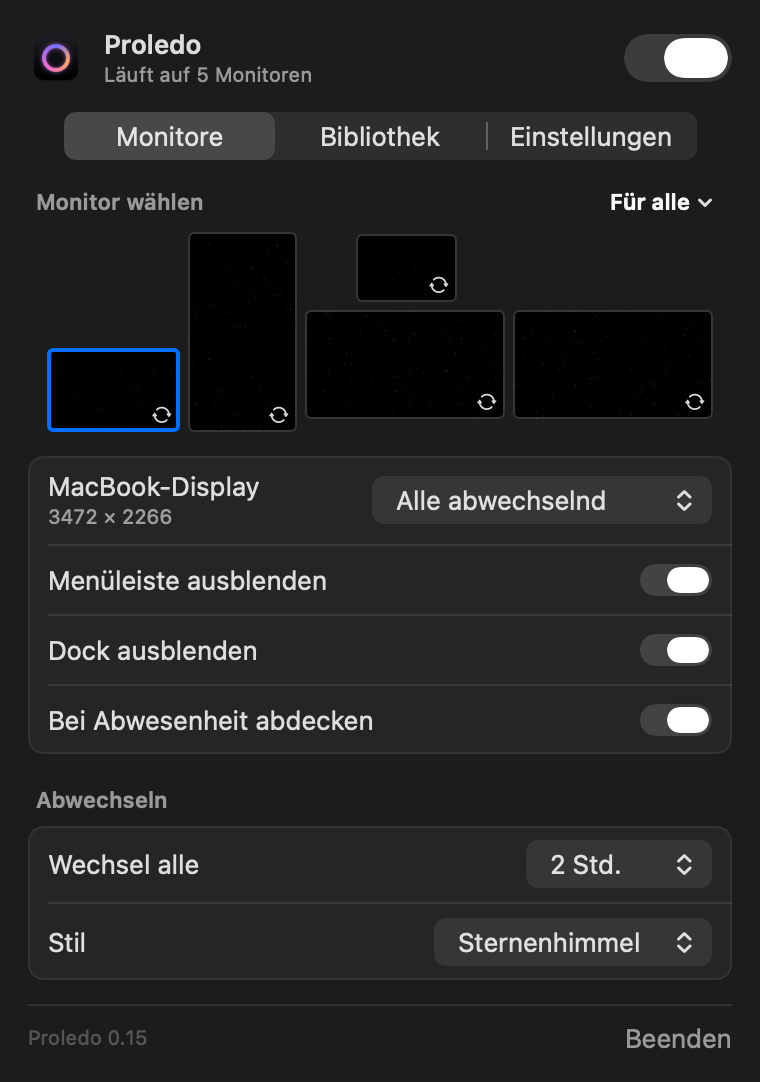 Proledo
Läuft auf 5 Monitoren
Monitore
Bibliothek
Einstellungen
Monitor wählen
Für alle
MacBook-Display
3472 × 2266
Alle abwechselnd
Menüleiste ausblenden
Dock ausblenden
Bei Abwesenheit abdecken
Abwechseln
Wechsel alle
2 Std.
Stil
Sternenhimmel
Proledo 0.15
Beenden